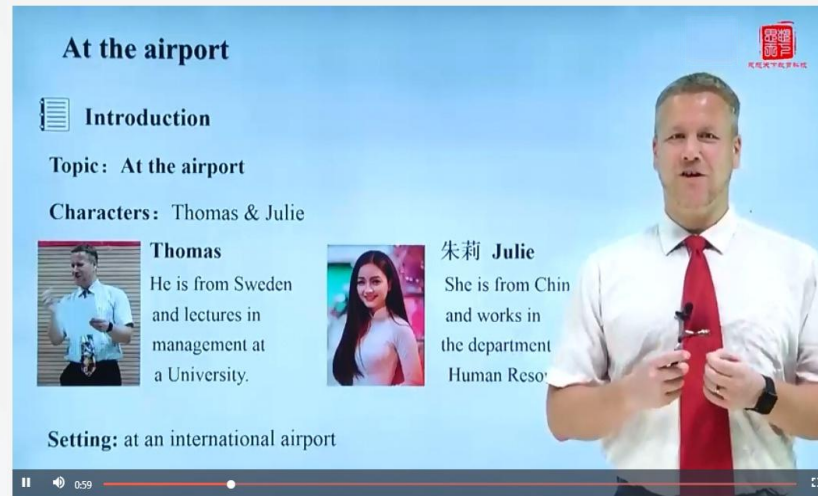 At the airport
Introduction
Topic: At the airport
Characters: Thomas & Julie
Thomas
He is from Sweden
and lectures in
management at
a University.
朱莉 Julie
She is from Chin
and works in
the department
Human Reso
Setting: at an international airport
0:59